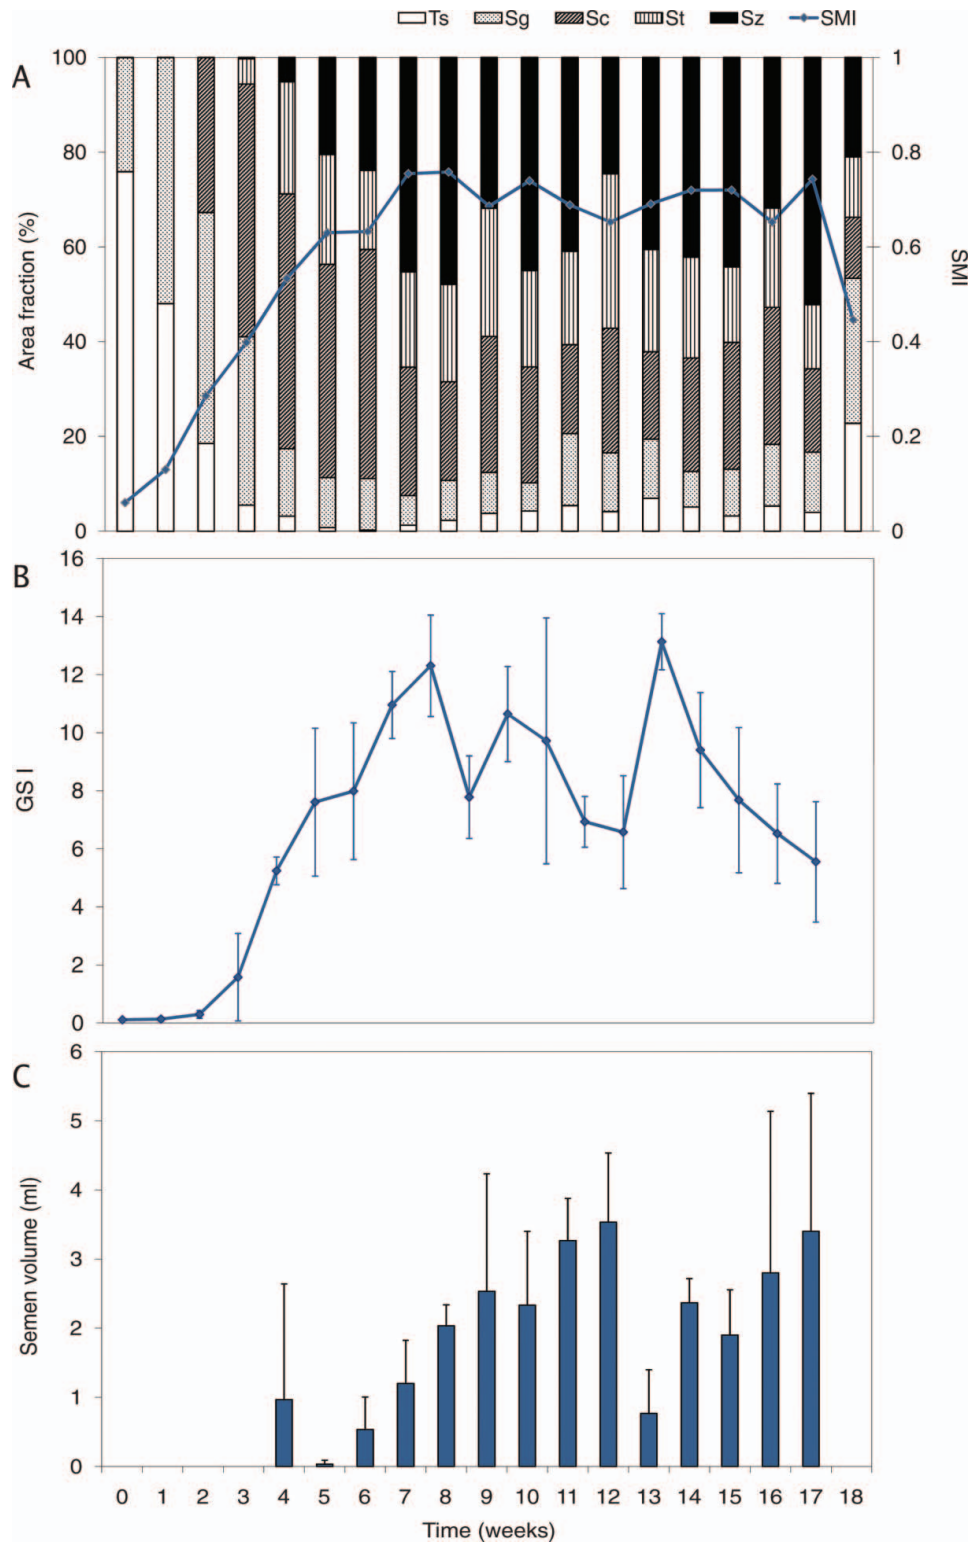 Ts Sg Sc St Sz SMI
A
100 1
80 0.8
60 0.6
40 0.4
20 0.2
0 0
Area fraction (%)
SMI
B
16
14
12
10
8
6
4
2
0
GS I
C
6
5
4
3
2
1
0
Semen volume (ml)
0 1 2 3 4 5 6 7 8 9 10 11 12 13 14 15 16 17 18
Time (weeks)